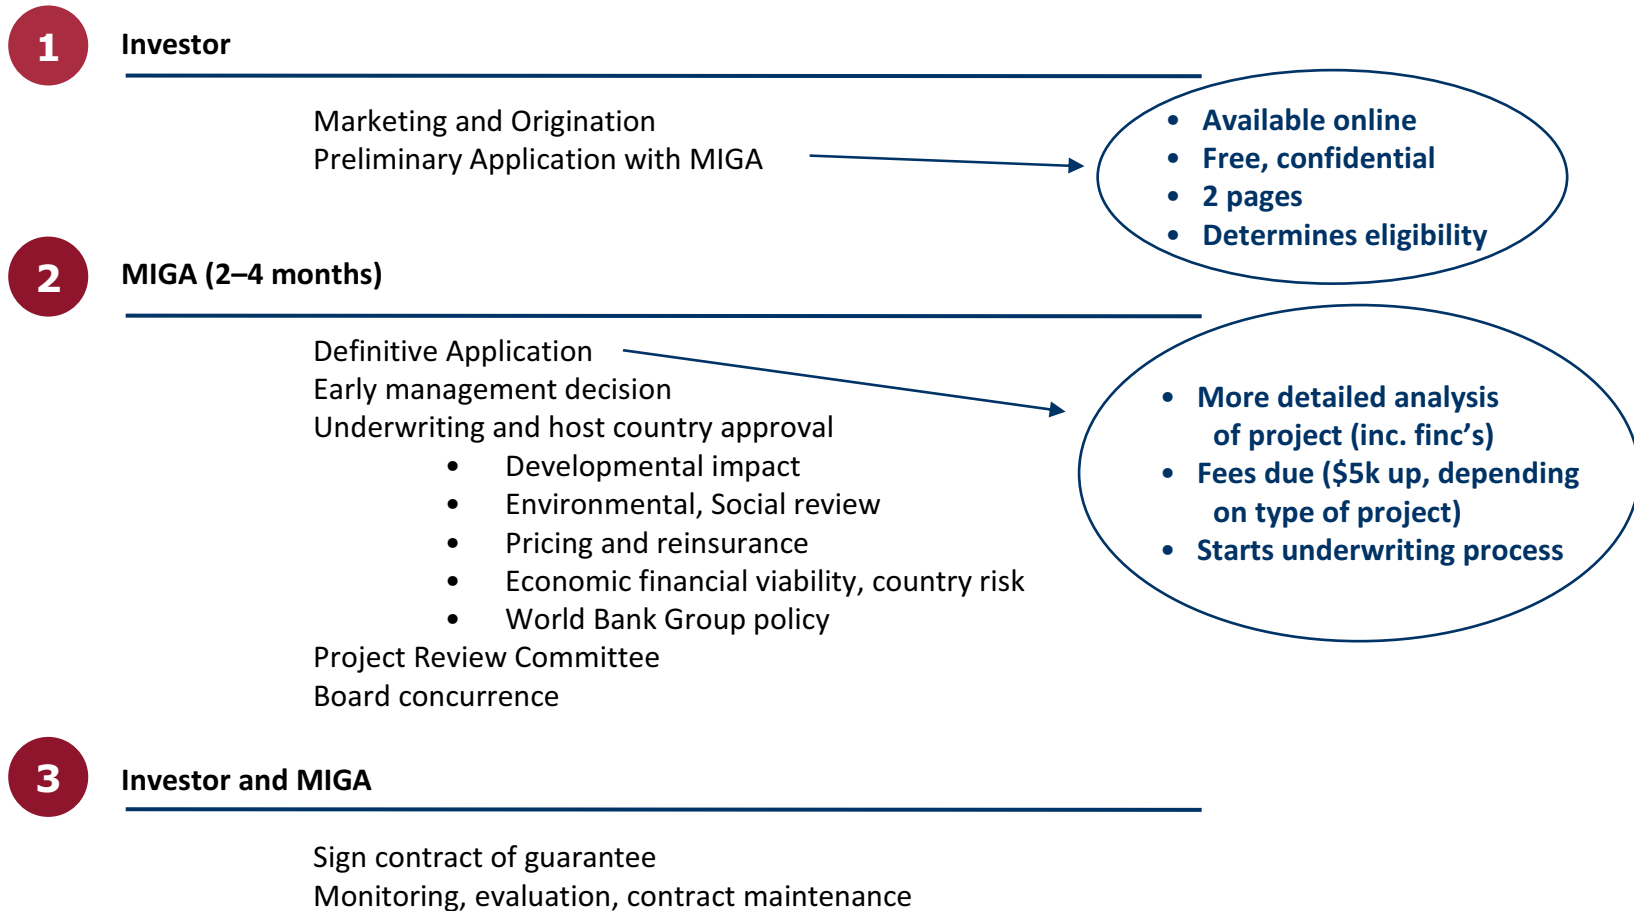 1
Investor
Marketing and Origination
Preliminary Application with MIGA
• Available online
• Free, confidential
• 2 pages
• Determines eligibility
2
MIGA (2–4 months)
Definitive Application
Early management decision
Underwriting and host country approval
• Developmental impact
• Environmental, Social review
• Pricing and reinsurance
• Economic financial viability, country risk
• World Bank Group policy
Project Review Committee
Board concurrence
• More detailed analysis
of project (inc. finc’s)
• Fees due ($5k up, depending
on type of project)
• Starts underwriting process
3
Investor and MIGA
Sign contract of guarantee
Monitoring, evaluation, contract maintenance